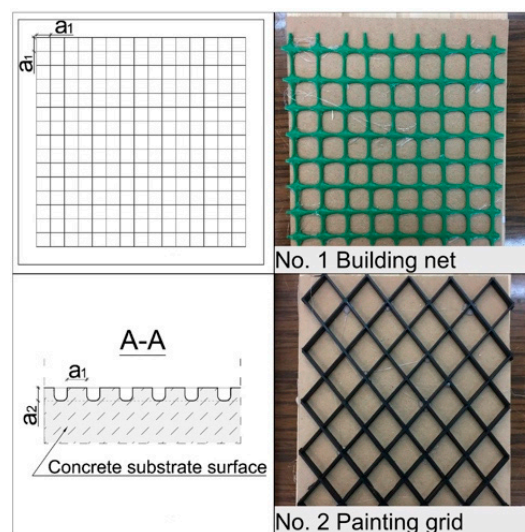 a1
a1
No. 1 Building net
A-A
a1
a2
Concrete substrate surface
No. 2 Painting grid